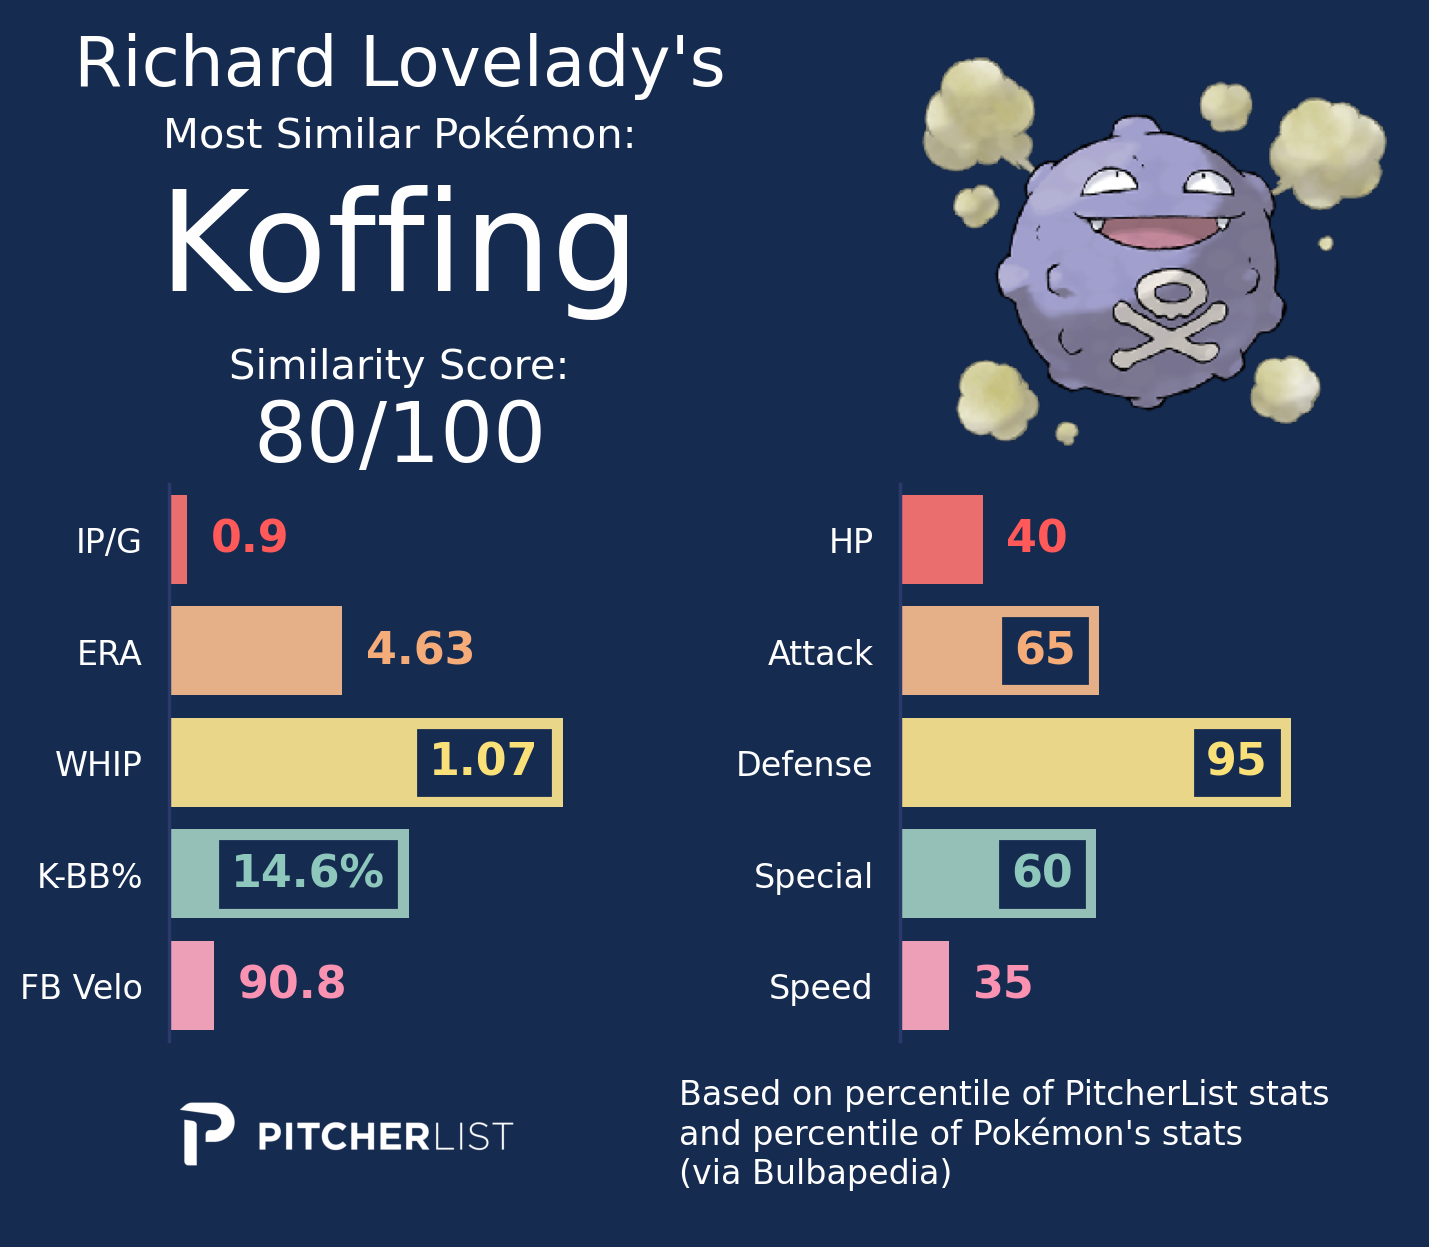 Richard Lovelady's
Most Similar Pokémon:
Koffing
Similarity Score:
80/100
IP/G 0.9
ERA 4.63
WHIP 1.07
K-BB% 14.6%
FB Velo 90.8
HP 40
Attack 65
Defense 95
Special 60
Speed 35
PITCHERLIST
Based on percentile of PitcherList stats
and percentile of Pokémon's stats
(via Bulbapedia)